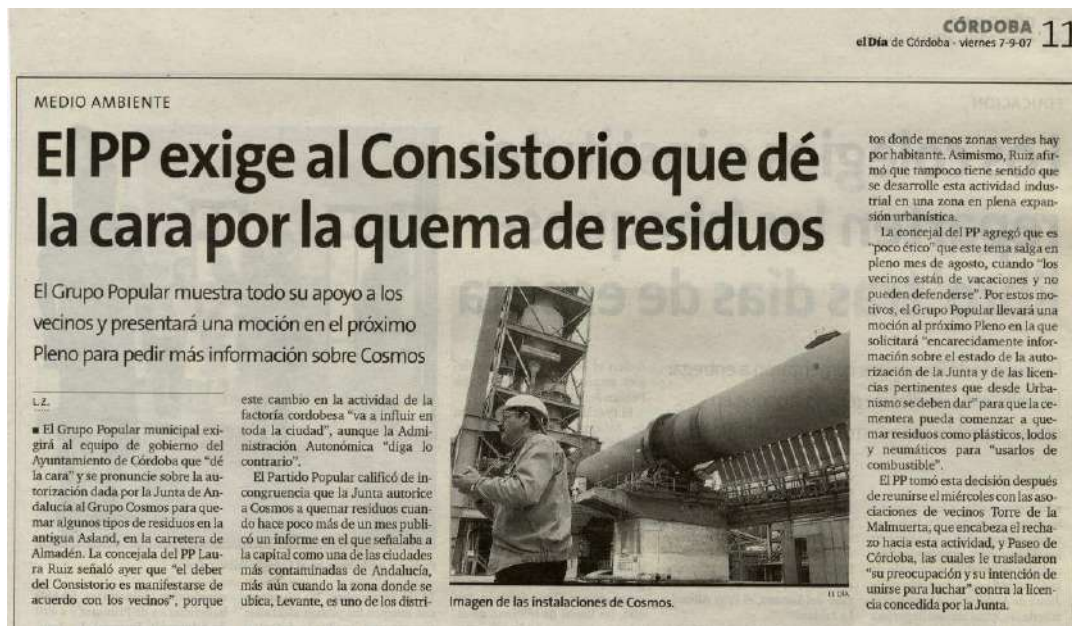 CÓRDOBA 11
el Día de Córdoba - viernes 7-9-07
MEDIO AMBIENTE
El PP exige al Consistorio que dé
la cara por la quema de residuos
El Grupo Popular muestra todo su apoyo a los
vecinos y presentará una moción en el próximo
Pleno para pedir más información sobre Cosmos
L.Z.
■ El Grupo Popular municipal exi-
girá al equipo de gobierno del
Ayuntamiento de Córdoba que "dé
la cara" y se pronuncie sobre la au-
torización dada por la Junta de An-
dalucía al Grupo Cosmos para que-
mar algunos tipos de residuos en la
antigua Asland, en la carretera de
Almadén. La concejala del PP Lau-
ra Ruiz señaló ayer que "el deber
del Consistorio es manifestarse de
acuerdo con los vecinos", porque
este cambio en la actividad de la
factoría cordobesa "va a influir en
toda la ciudad", aunque la Admi-
nistración Autonómica "diga lo
contrario".
El Partido Popular calificó de in-
congruencia que la Junta autorice
a Cosmos a quemar residuos cuan-
do hace poco más de un mes publi-
có un informe en el que señalaba a
la capital como una de las ciudades
más contaminadas de Andalucía,
más aún cuando la zona donde se
ubica, Levante, es uno de los distri-
EL DÍA
Imagen de las instalaciones de Cosmos.
tos donde menos zonas verdes hay
por habitante. Asimismo, Ruiz afir-
mó que tampoco tiene sentido que
se desarrolle esta actividad indus-
trial en una zona en plena expan-
sión urbanística.
La concejal del PP agregó que es
"poco ético" que este tema salga en
pleno mes de agosto, cuando "los
vecinos están de vacaciones y no
pueden defenderse". Por estos mo-
tivos, el Grupo Popular llevará una
moción al próximo Pleno en la que
solicitará "encarecidamente infor-
mación sobre el estado de la auto-
rización de la Junta y de las licen-
cias pertinentes que desde Urba-
nismo se deben dar" para que la ce-
mentera pueda comenzar a que-
mar residuos como plásticos, lodos
y neumáticos para "usarlos de
combustible".
El PP tomó esta decisión después
de reunirse el miércoles con las aso-
ciaciones de vecinos Torre de la
Malmuerta, que encabeza el recha-
zo hacia esta actividad, y Paseo de
Córdoba, las cuales le trasladaron
"su preocupación y su intención de
unirse para luchar" contra la licen-
cia concedida por la Junta.